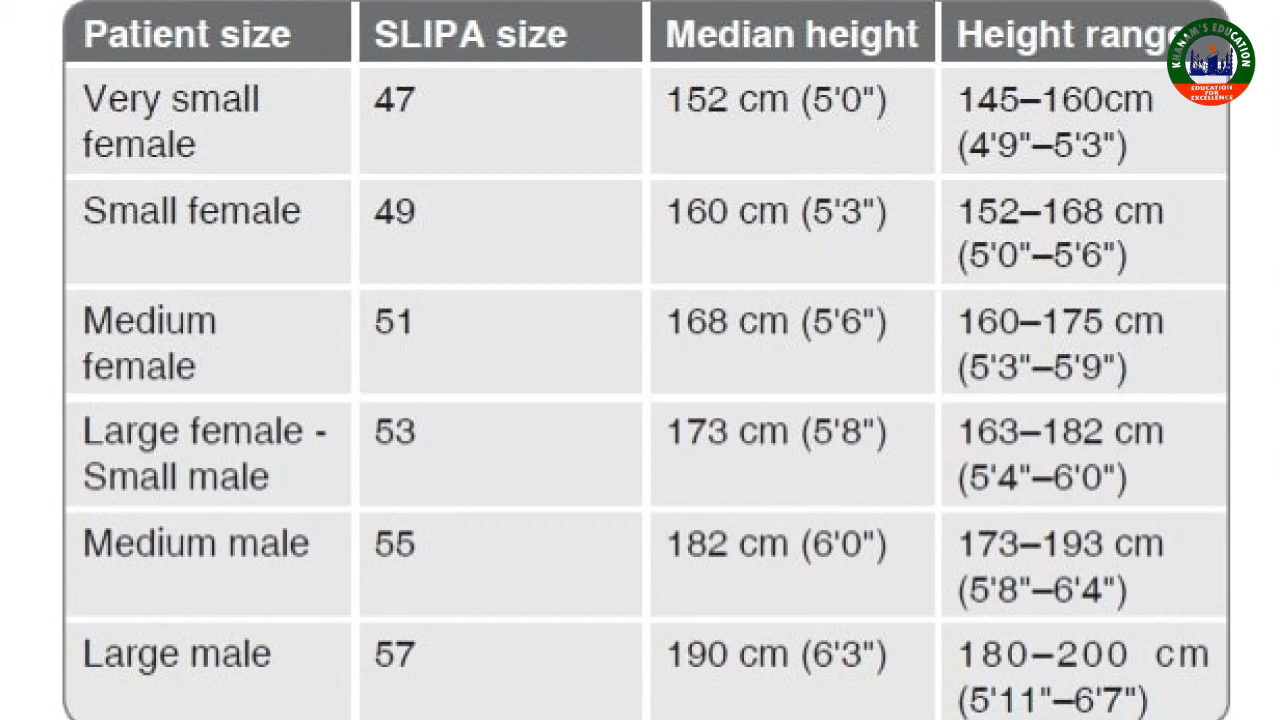 Patient size SLIPA size Median height Height range
Very small 47 152 cm (5'0") 145–160cm
female (4'9"–5'3")
Small female 49 160 cm (5'3") 152–168 cm
(5'0"–5'6")
Medium 51 168 cm (5'6") 160–175 cm
female (5'3"–5'9")
Large female - 53 173 cm (5'8") 163–182 cm
Small male (5'4"–6'0")
Medium male 55 182 cm (6'0") 173–193 cm
(5'8"–6'4")
Large male 57 190 cm (6'3") 180–200 cm
(5'11"–6'7")
KHANAM'S EDUCATION
EDUCATION
FOR
EXCELLENCE